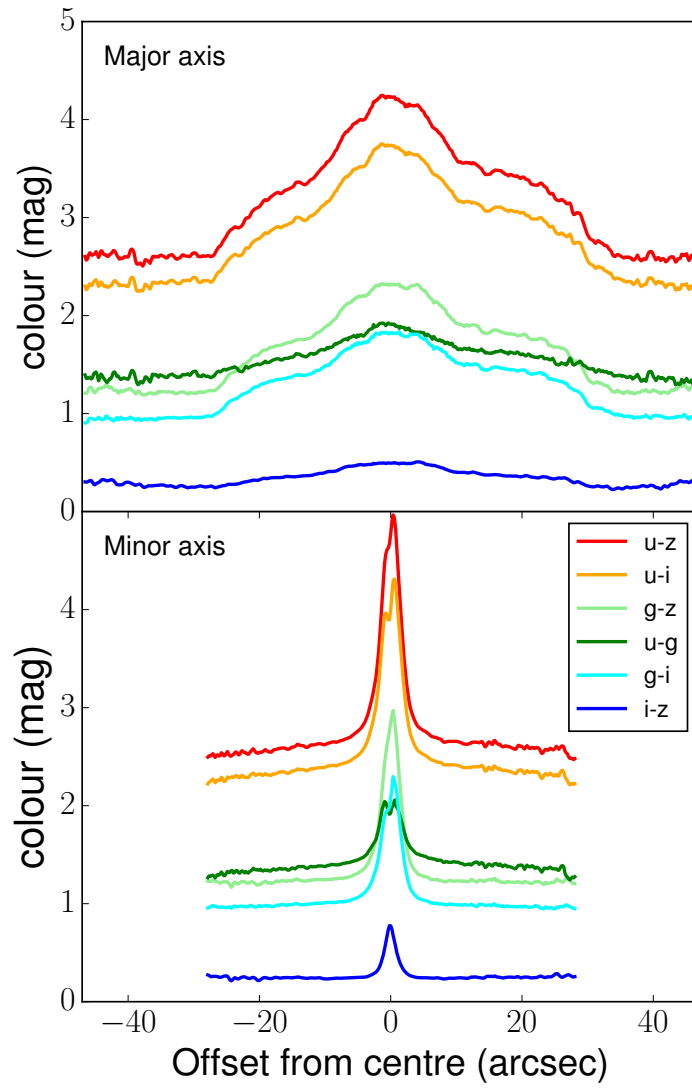 5
Major axis
4
3
colour (mag)
2
1
0
Minor axis
u-z
u-i
g-z
u-g
g-i
i-z
4
3
colour (mag)
2
1
0
−40 −20 0 20 40
Offset from centre (arcsec)